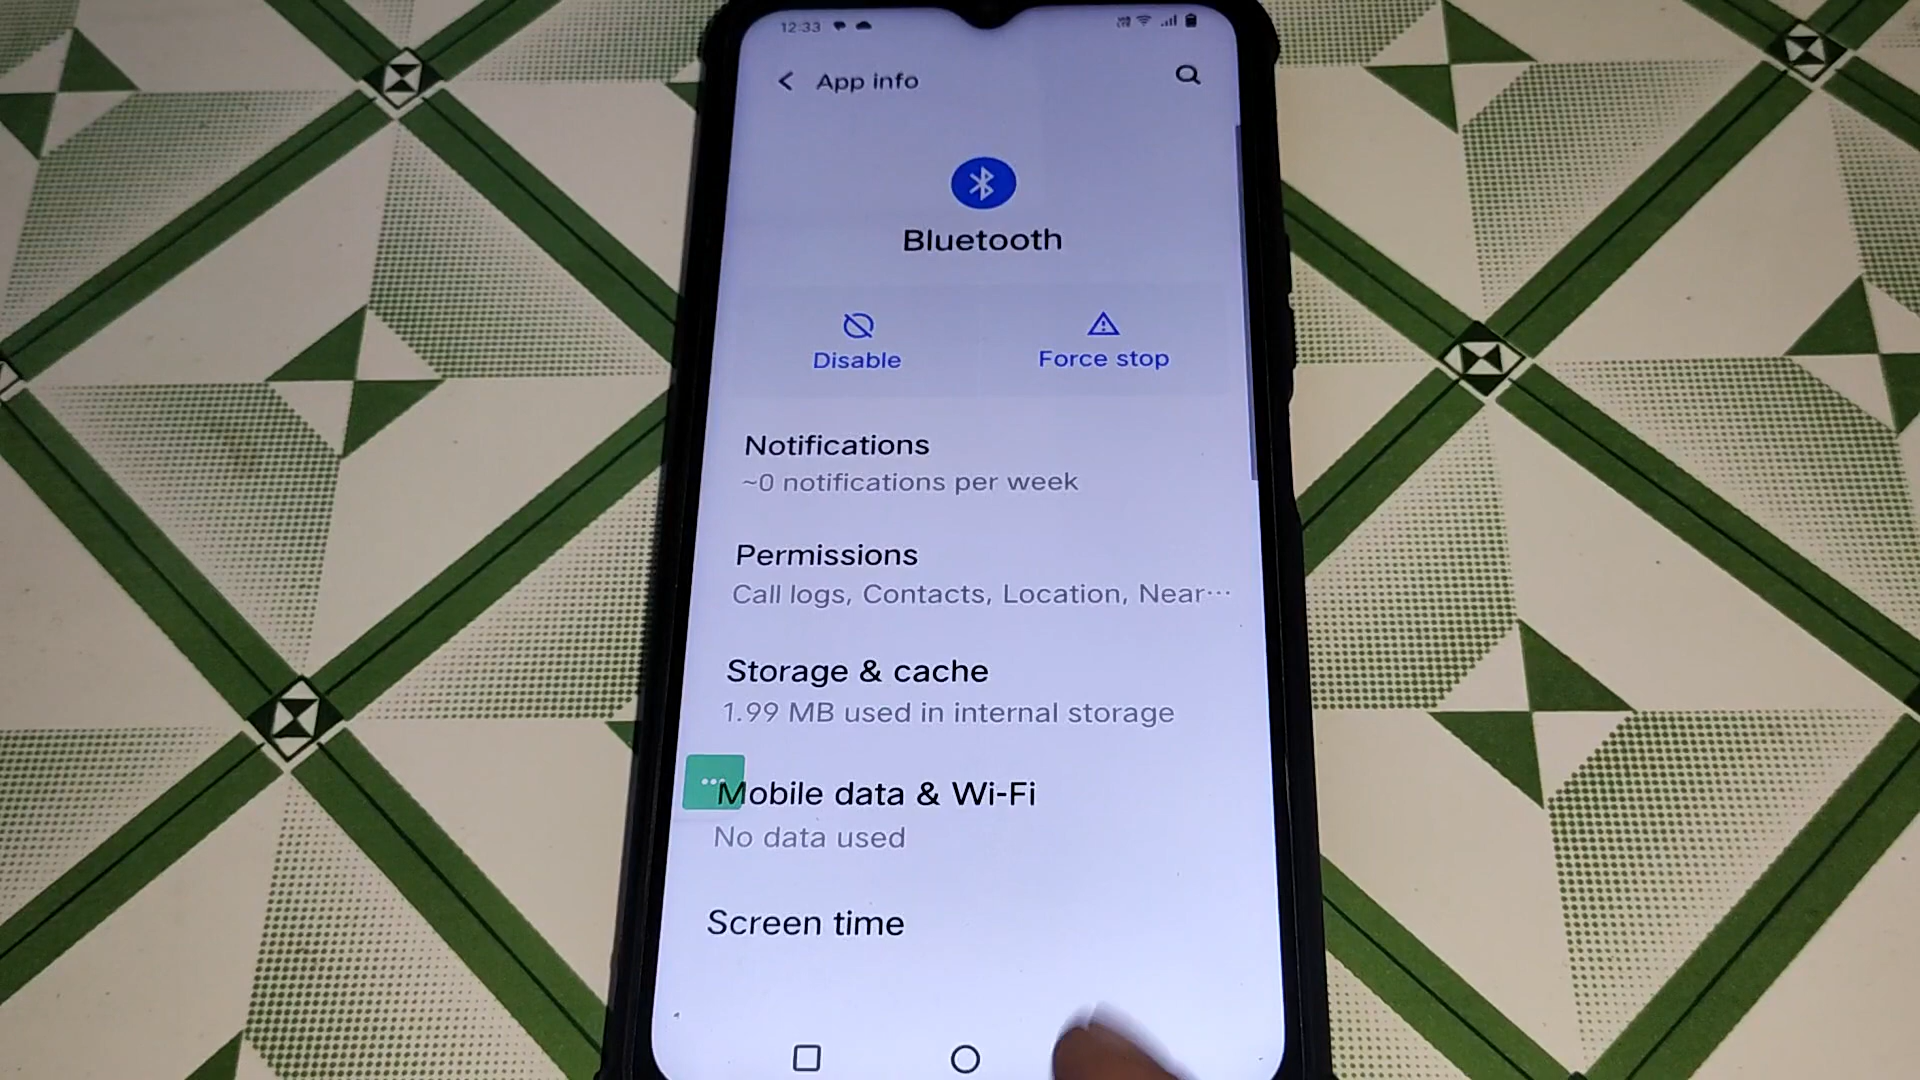 12:33
App info
Bluetooth
Disable
Force stop
Notifications
~0 notifications per week
Permissions
Call logs, Contacts, Location, Near…
Storage & cache
1.99 MB used in internal storage
Mobile data & Wi-Fi
No data used
Screen time